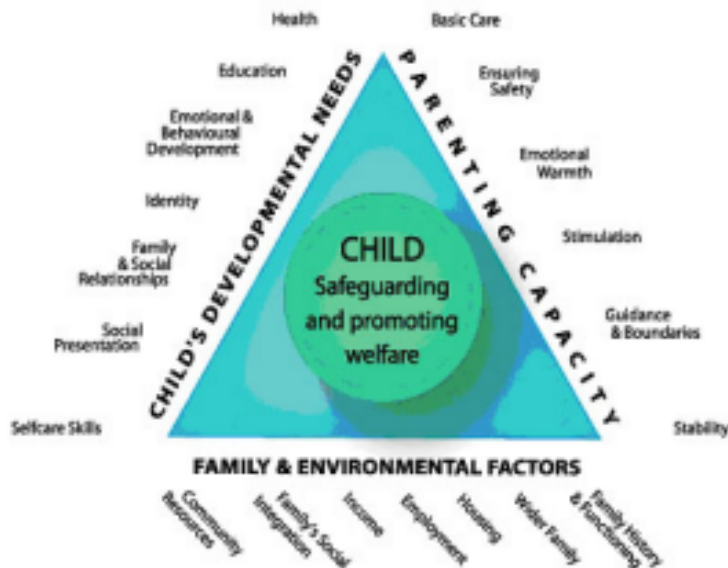 Health
Education
Emotional &
Behavioural
Development
Identity
Family
& Social
Relationships
Social
Presentation
Selfcare Skills
CHILD'S DEVELOPMENTAL NEEDS
CHILD
Safeguarding
and promoting
welfare
PARENTING CAPACITY
Basic Care
Ensuring
Safety
Emotional
Warmth
Stimulation
Guidance
& Boundaries
Stability
FAMILY & ENVIRONMENTAL FACTORS
Community
Resources
Family's Social
Integration
Income
Employment
Housing
Wider Family
Family History
& Functioning